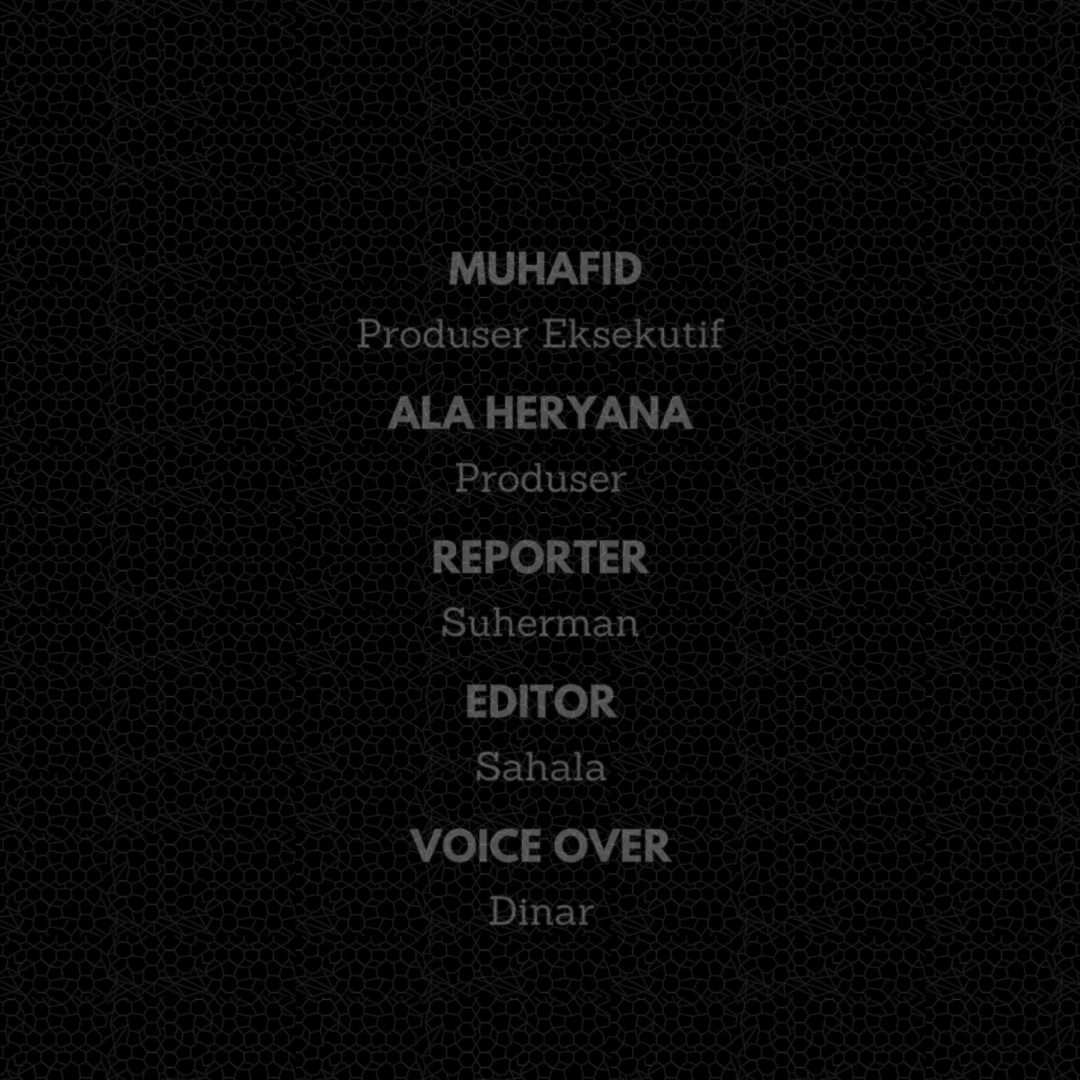 MUHAFID
Produser Eksekutif
ALA HERYANA
Produser
REPORTER
Suherman
EDITOR
Sahala
VOICE OVER
Dinar